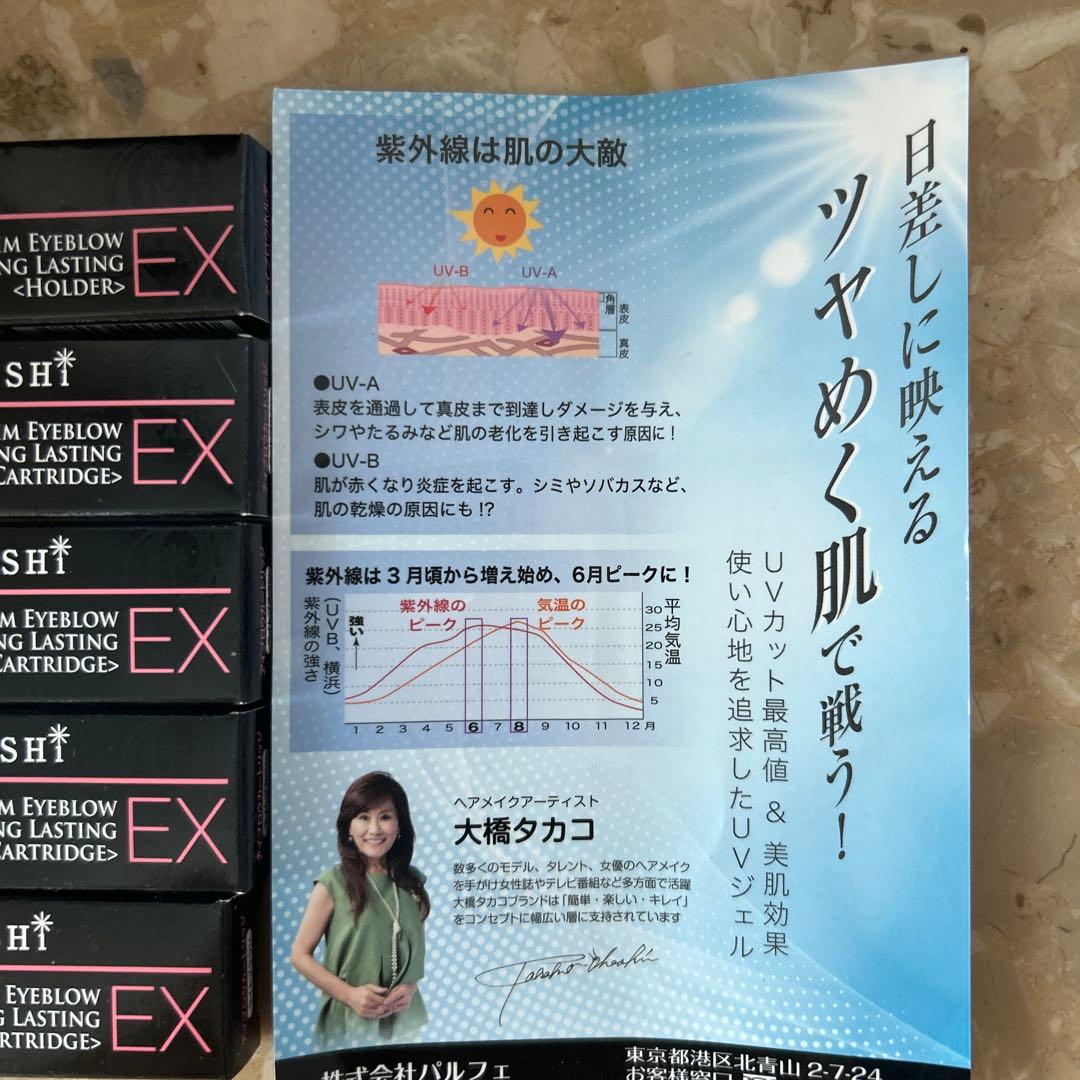 IM EYEBLOW
NG LASTING
<HOLDER>
EX
SHI
IM EYEBLOW
NG LASTING
CARTRIDGE>
EX
SHI
M EYEBLOW
NG LASTING
CARTRIDGE>
EX
SHI
M EYEBLOW
NG LASTING
CARTRIDGE>
EX
HI
EYEBLOW
G LASTING
RTRIDGE>
EX
日差しに映える
ツヤめく肌で戦う!
UVカット最高値 & 美肌効果
使い心地を追求したUVジェル
紫外線は肌の大敵
UV-B
UV-A
角層
表皮
真皮
●UV-A
表皮を通過して真皮まで到達しダメージを与え、
シワやたるみなど肌の老化を引き起こす原因に!
●UV-B
肌が赤くなり炎症を起こす。シミやソバカスなど、
肌の乾燥の原因にも!?
紫外線は3月頃から増え始め、6月ピークに!
紫外線の強さ
(UVB、横浜)
強い
紫外線の
ピーク
気温の
ピーク
平均気温
30
25
20
15
10
5
1 2 3 4 5 6 7 8 9 10 11 12月
ヘアメイクアーティスト
大橋タカコ
数多くのモデル、タレント、女優のヘアメイク
を手がけ女性誌やテレビ番組など多方面で活躍
大橋タカコブランドは「簡単・楽しい・キレイ」
をコンセプトに幅広い層に支持されています
株式会社パルフェ
東京都港区北青山 2-7-24
お客様窓口